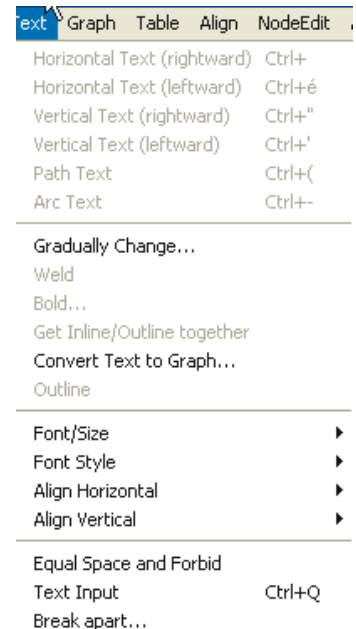 Text Graph Table Align NodeEdit
Horizontal Text (rightward) Ctrl+
Horizontal Text (leftward) Ctrl+é
Vertical Text (rightward) Ctrl+"
Vertical Text (leftward) Ctrl+'
Path Text Ctrl+(
Arc Text Ctrl+-
Gradually Change...
Weld
Bold...
Get Inline/Outline together
Convert Text to Graph...
Outline
Font/Size
Font Style
Align Horizontal
Align Vertical
Equal Space and Forbid
Text Input Ctrl+Q
Break apart...